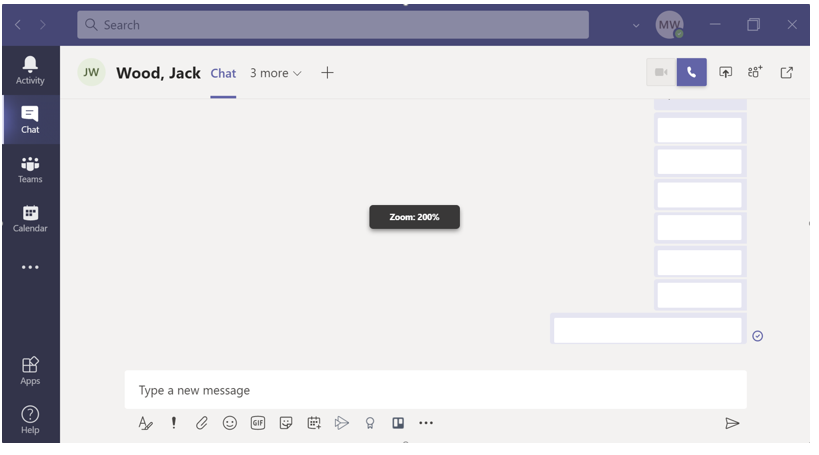 Search
MW
Activity
JW Wood, Jack Chat 3 more
Chat
Teams
Zoom: 200%
Calendar
Type a new message
Apps
GIF
Help